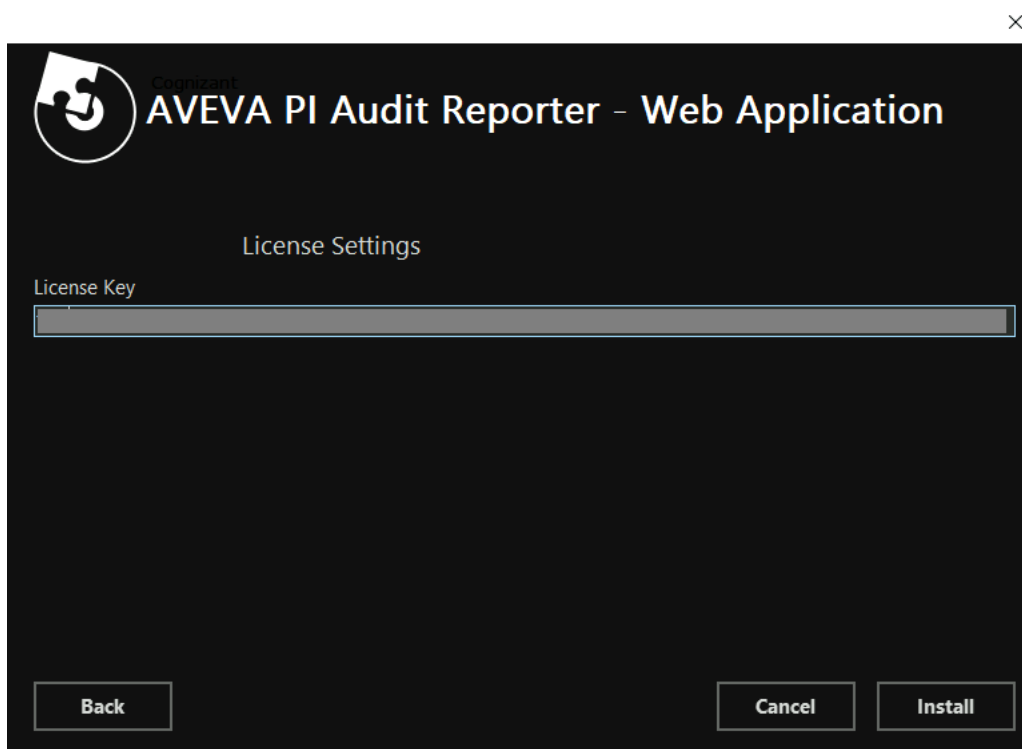 Cognizant
AVEVA PI Audit Reporter - Web Application
License Settings
License Key
Back
Cancel
Install